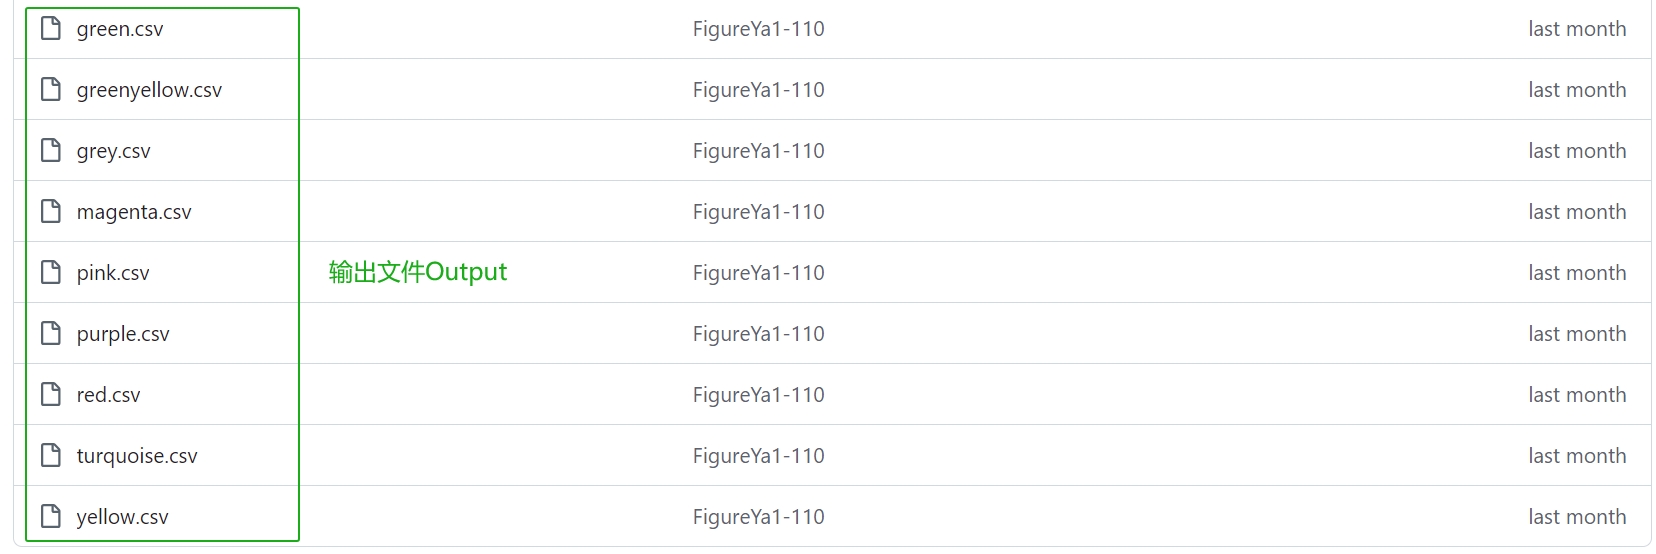 green.csv FigureYa1-110 last month
greenyellow.csv FigureYa1-110 last month
grey.csv FigureYa1-110 last month
magenta.csv FigureYa1-110 last month
pink.csv 输出文件Output FigureYa1-110 last month
purple.csv FigureYa1-110 last month
red.csv FigureYa1-110 last month
turquoise.csv FigureYa1-110 last month
yellow.csv FigureYa1-110 last month